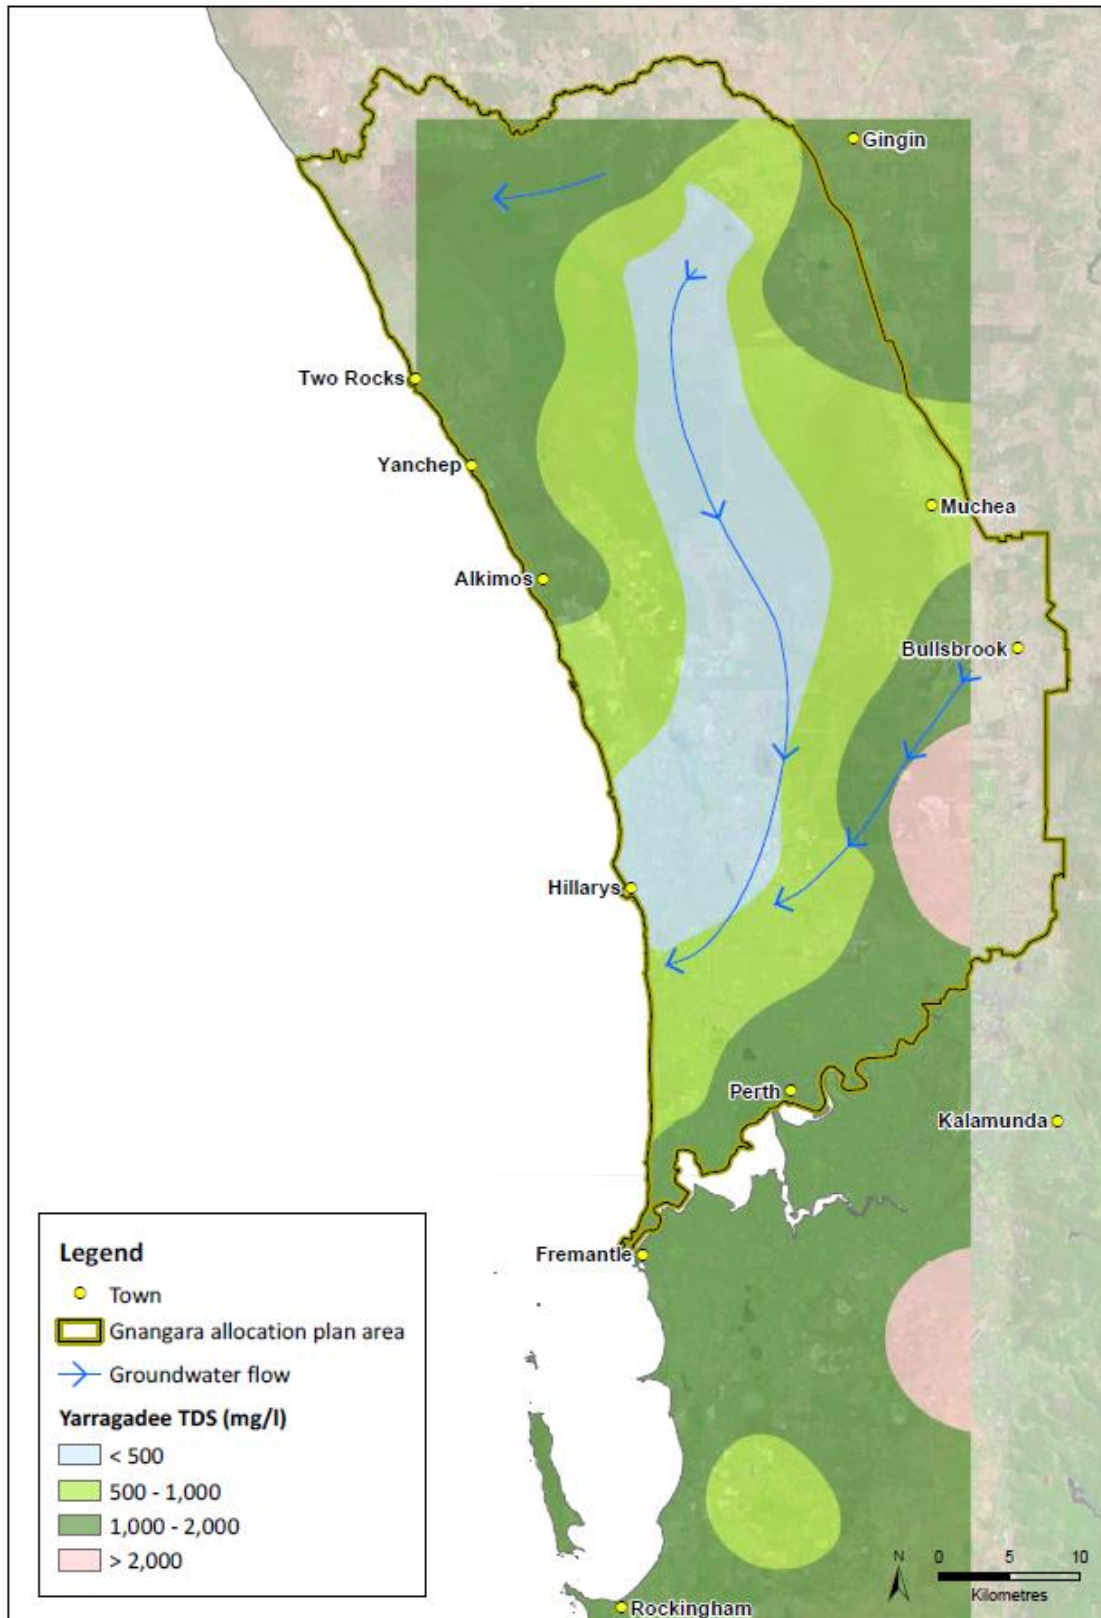 Gingin
Two Rocks
Yanchep
Muchea
Alkimos
Bullsbrook
Hillarys
Perth
Kalamunda
Fremantle
Rockingham
Legend
Town
Gnangara allocation plan area
Groundwater flow
Yarragadee TDS (mg/l)
< 500
500 - 1,000
1,000 - 2,000
> 2,000
N
0 5 10
Kilometres